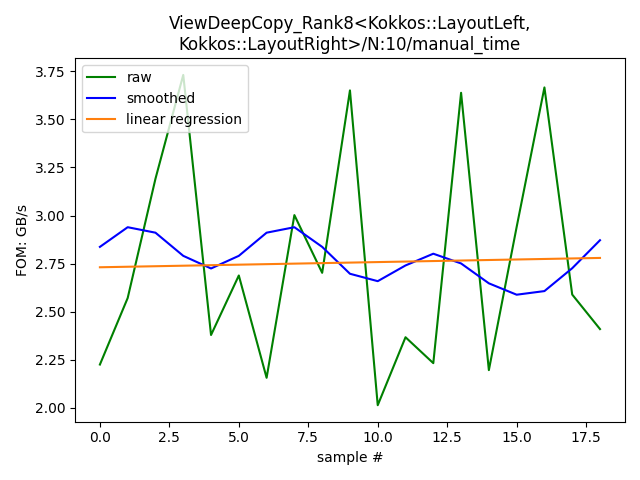 ViewDeepCopy_Rank8<Kokkos::LayoutLeft,
Kokkos::LayoutRight>/N:10/manual_time
raw
smoothed
linear regression
FOM: GB/s
3.75
3.50
3.25
3.00
2.75
2.50
2.25
2.00
0.0 2.5 5.0 7.5 10.0 12.5 15.0 17.5
sample #